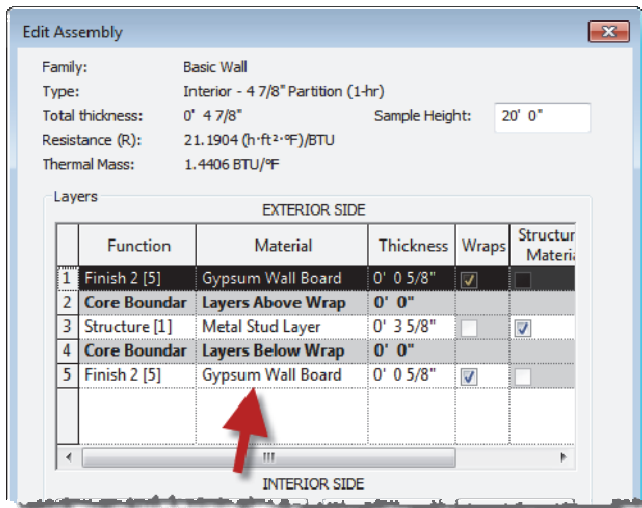 Edit Assembly
Family: Basic Wall
Type: Interior - 4 7/8" Partition (1-hr)
Total thickness: 0' 4 7/8" Sample Height: 20' 0"
Resistance (R): 21.1904 (h·ft²·°F)/BTU
Thermal Mass: 1.4406 BTU/°F
Layers
EXTERIOR SIDE
Function Material Thickness Wraps Structur
Materi
1 Finish 2 [5] Gypsum Wall Board 0' 0 5/8"
2 Core Boundar Layers Above Wrap 0' 0"
3 Structure [1] Metal Stud Layer 0' 3 5/8"
4 Core Boundar Layers Below Wrap 0' 0"
5 Finish 2 [5] Gypsum Wall Board 0' 0 5/8"
INTERIOR SIDE